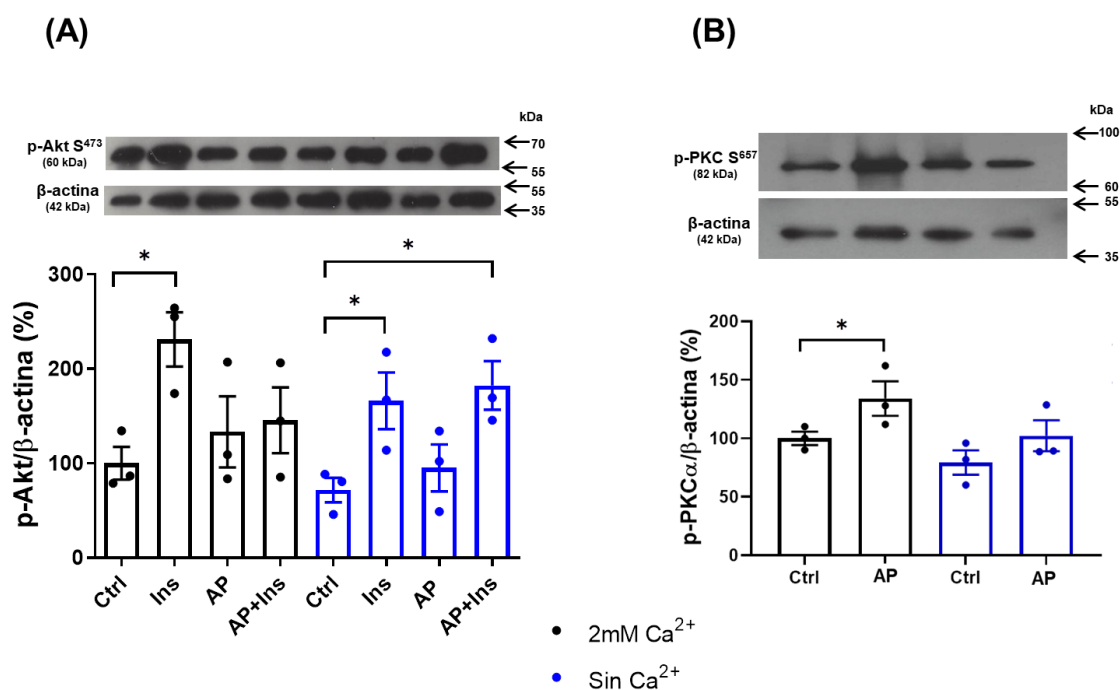 (A)
kDa
p-Akt S⁴⁷³
(60 kDa)
70
55
β-actina
(42 kDa)
55
35
*
*
*
p-Akt/β-actina (%)
300
200
100
0
Ctrl
Ins
AP
AP+Ins
Ctrl
Ins
AP
AP+Ins
(B)
kDa
100
p-PKC S⁶⁵⁷
(82 kDa)
60
55
β-actina
(42 kDa)
35
*
p-PKCα/β-actina (%)
200
150
100
50
0
Ctrl
AP
Ctrl
AP
2mM Ca²⁺
Sin Ca²⁺